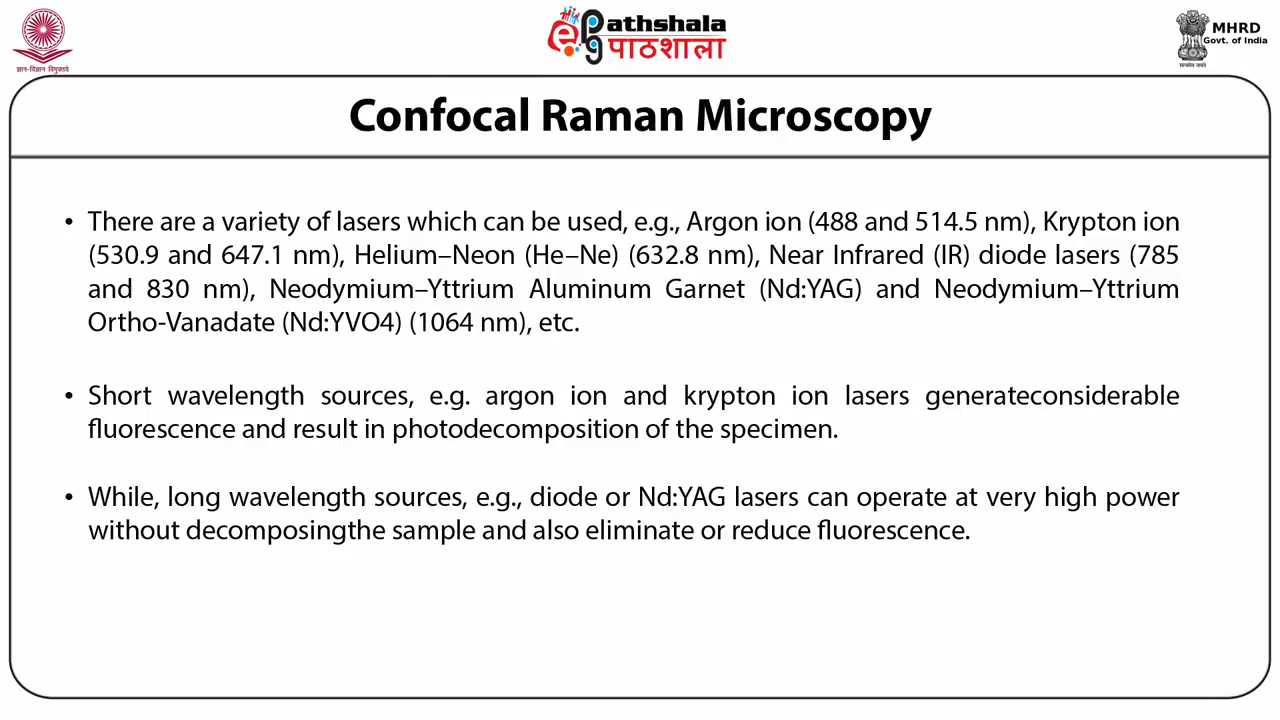 ज्ञान-विज्ञान विमुक्तये
ePG Pathshala
पाठशाला
MHRD
Govt. of India
सत्यमेव जयते
Confocal Raman Microscopy
• There are a variety of lasers which can be used, e.g., Argon ion (488 and 514.5 nm), Krypton ion
(530.9 and 647.1 nm), Helium–Neon (He–Ne) (632.8 nm), Near Infrared (IR) diode lasers (785
and 830 nm), Neodymium–Yttrium Aluminum Garnet (Nd:YAG) and Neodymium–Yttrium
Ortho-Vanadate (Nd:YVO4) (1064 nm), etc.
• Short wavelength sources, e.g. argon ion and krypton ion lasers generateconsiderable
fluorescence and result in photodecomposition of the specimen.
• While, long wavelength sources, e.g., diode or Nd:YAG lasers can operate at very high power
without decomposingthe sample and also eliminate or reduce fluorescence.